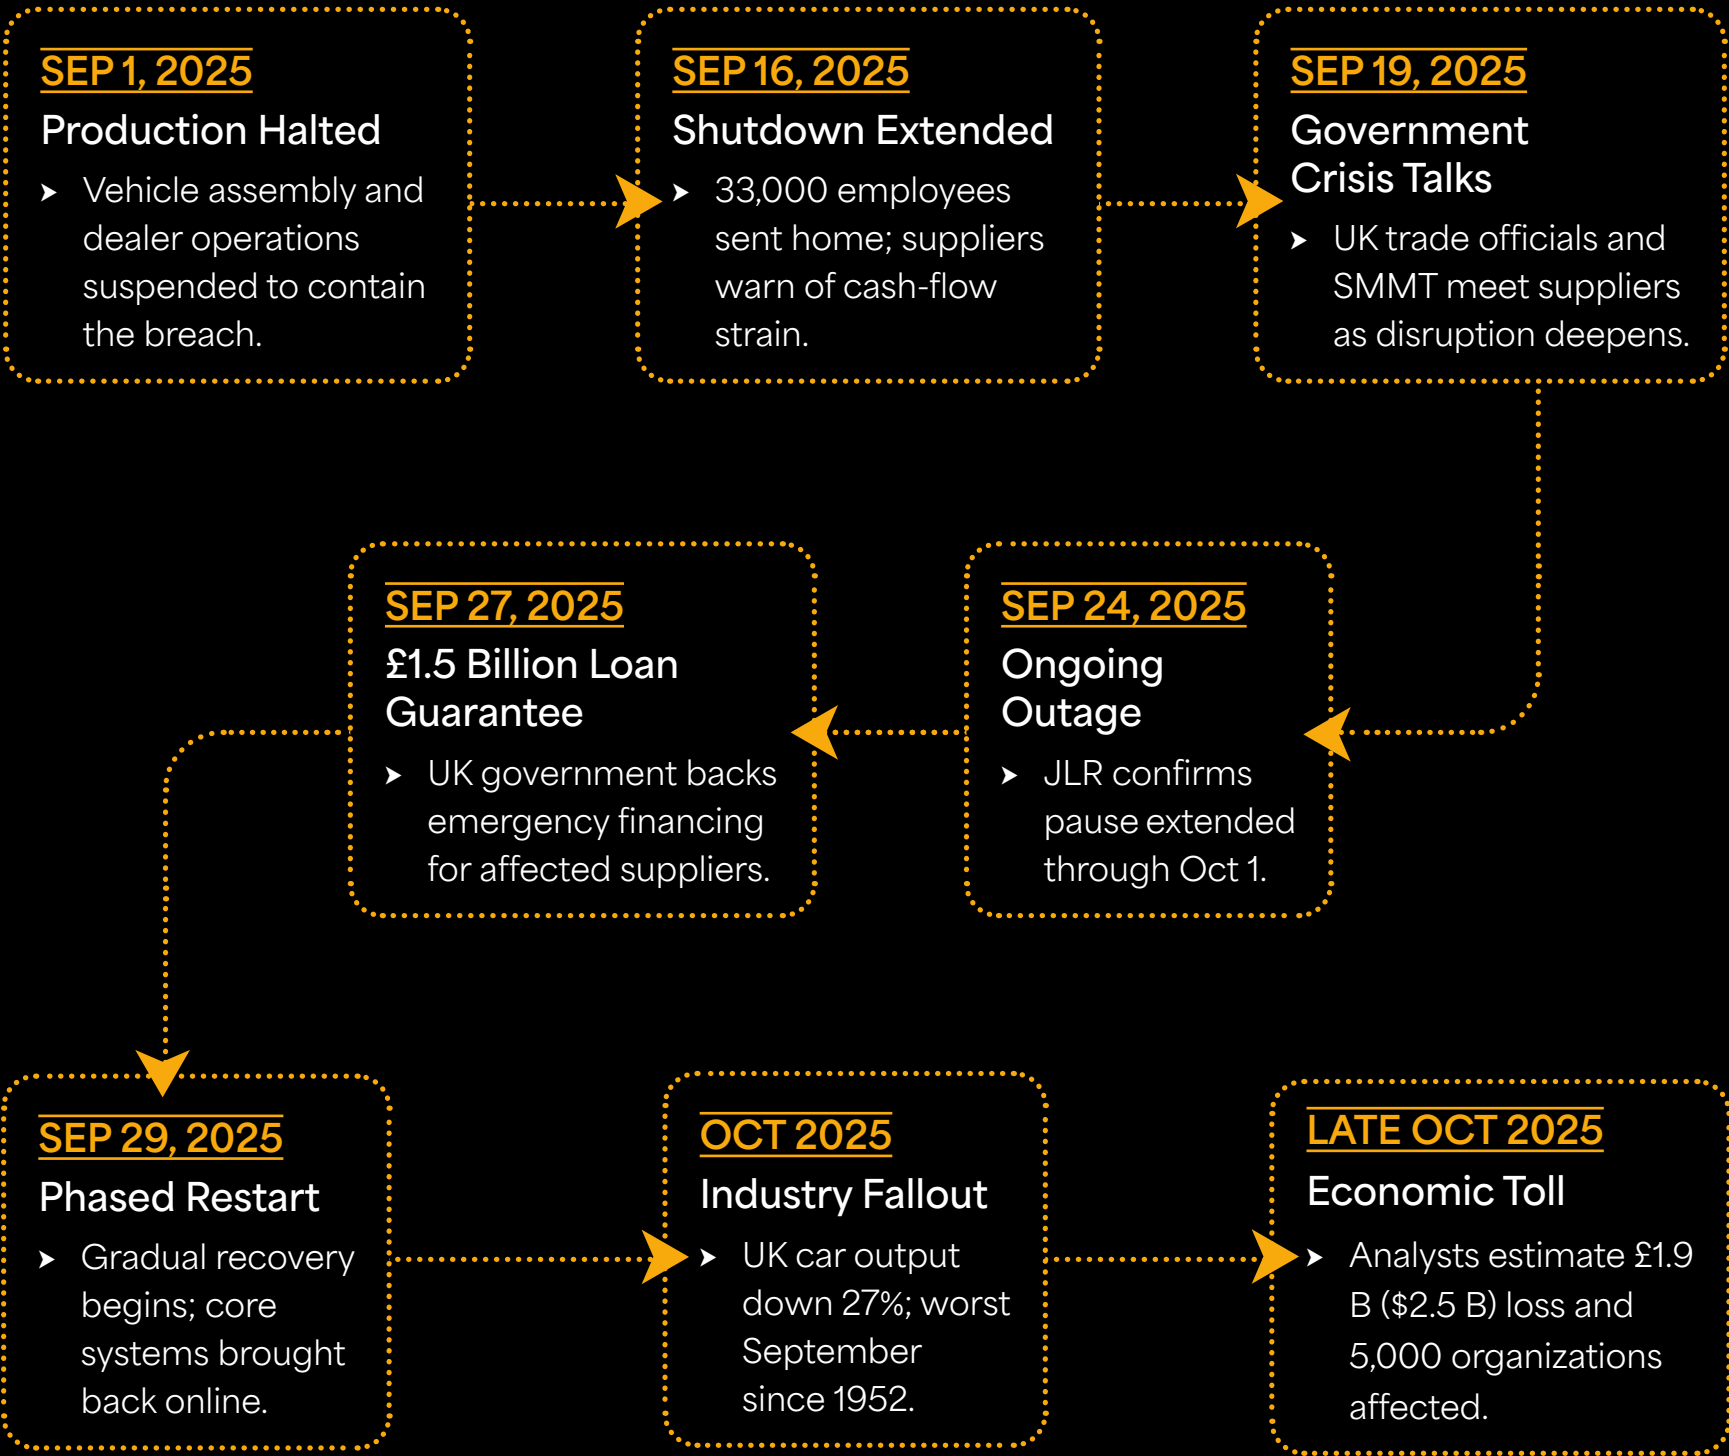 SEP 1, 2025
Production Halted
Vehicle assembly and
dealer operations
suspended to contain
the breach.
SEP 16, 2025
Shutdown Extended
33,000 employees
sent home; suppliers
warn of cash-flow
strain.
SEP 19, 2025
Government
Crisis Talks
UK trade officials and
SMMT meet suppliers
as disruption deepens.
SEP 24, 2025
Ongoing
Outage
JLR confirms
pause extended
through Oct 1.
SEP 27, 2025
£1.5 Billion Loan
Guarantee
UK government backs
emergency financing
for affected suppliers.
SEP 29, 2025
Phased Restart
Gradual recovery
begins; core
systems brought
back online.
OCT 2025
Industry Fallout
UK car output
down 27%; worst
September
since 1952.
LATE OCT 2025
Economic Toll
Analysts estimate £1.9
B ($2.5 B) loss and
5,000 organizations
affected.